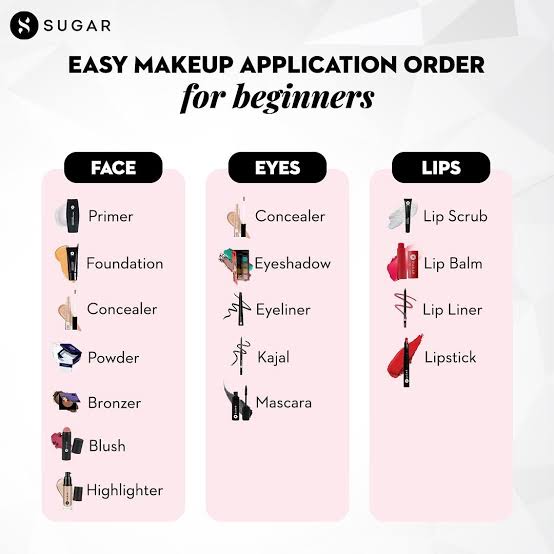 SUGAR
EASY MAKEUP APPLICATION ORDER
for beginners
FACE
Primer
Foundation
Concealer
Powder
Bronzer
Blush
Highlighter
EYES
Concealer
Eyeshadow
Eyeliner
Kajal
Mascara
LIPS
Lip Scrub
Lip Balm
Lip Liner
Lipstick